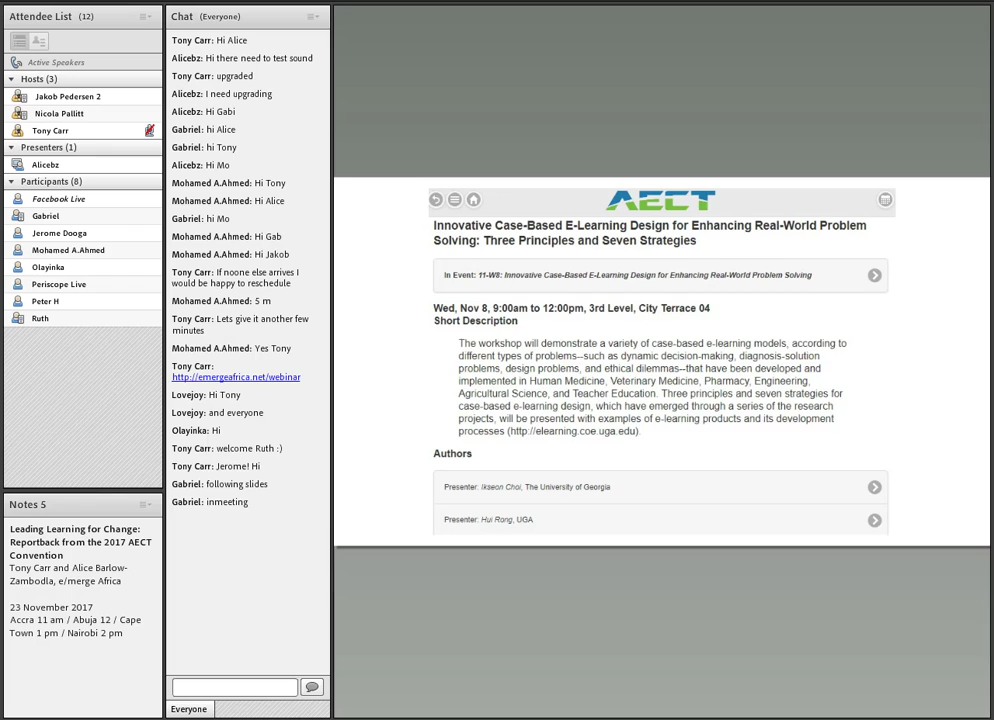 Attendee List (12)
Active Speakers
Hosts (3)
Jakob Pedersen 2
Nicola Pallitt
Tony Carr
Presenters (1)
Alicebz
Participants (8)
Facebook Live
Gabriel
Jerome Dooga
Mohamed A.Ahmed
Olayinka
Periscope Live
Peter H
Ruth
Notes 5
Leading Learning for Change:
Reportback from the 2017 AECT
Convention
Tony Carr and Alice Barlow-
Zambodla, e/merge Africa
23 November 2017
Accra 11 am / Abuja 12 / Cape
Town 1 pm / Nairobi 2 pm
Chat (Everyone)
Tony Carr: Hi Alice
Alicebz: Hi there need to test sound
Tony Carr: upgraded
Alicebz: I need upgrading
Alicebz: Hi Gabi
Gabriel: hi Alice
Gabriel: hi Tony
Alicebz: Hi Mo
Mohamed A.Ahmed: Hi Tony
Mohamed A.Ahmed: Hi Alice
Gabriel: hi Mo
Mohamed A.Ahmed: Hi Gab
Mohamed A.Ahmed: Hi Jakob
Tony Carr: If noone else arrives I
would be happy to reschedule
Mohamed A.Ahmed: 5 m
Tony Carr: Lets give it another few
minutes
Mohamed A.Ahmed: Yes Tony
Tony Carr:
http://emergeafrica.net/webinar
Lovejoy: Hi Tony
Lovejoy: and everyone
Olayinka: Hi
Tony Carr: welcome Ruth :)
Tony Carr: Jerome! Hi
Gabriel: following slides
Gabriel: inmeeting
Everyone
AECT
Innovative Case-Based E-Learning Design for Enhancing Real-World Problem
Solving: Three Principles and Seven Strategies
In Event: 11-W8: Innovative Case-Based E-Learning Design for Enhancing Real-World Problem Solving
Wed, Nov 8, 9:00am to 12:00pm, 3rd Level, City Terrace 04
Short Description
The workshop will demonstrate a variety of case-based e-learning models, according to
different types of problems--such as dynamic decision-making, diagnosis-solution
problems, design problems, and ethical dilemmas--that have been developed and
implemented in Human Medicine, Veterinary Medicine, Pharmacy, Engineering,
Agricultural Science, and Teacher Education. Three principles and seven strategies for
case-based e-learning design, which have emerged through a series of the research
projects, will be presented with examples of e-learning products and its development
processes (http://elearning.coe.uga.edu).
Authors
Presenter: Ikseon Choi, The University of Georgia
Presenter: Hui Rong, UGA